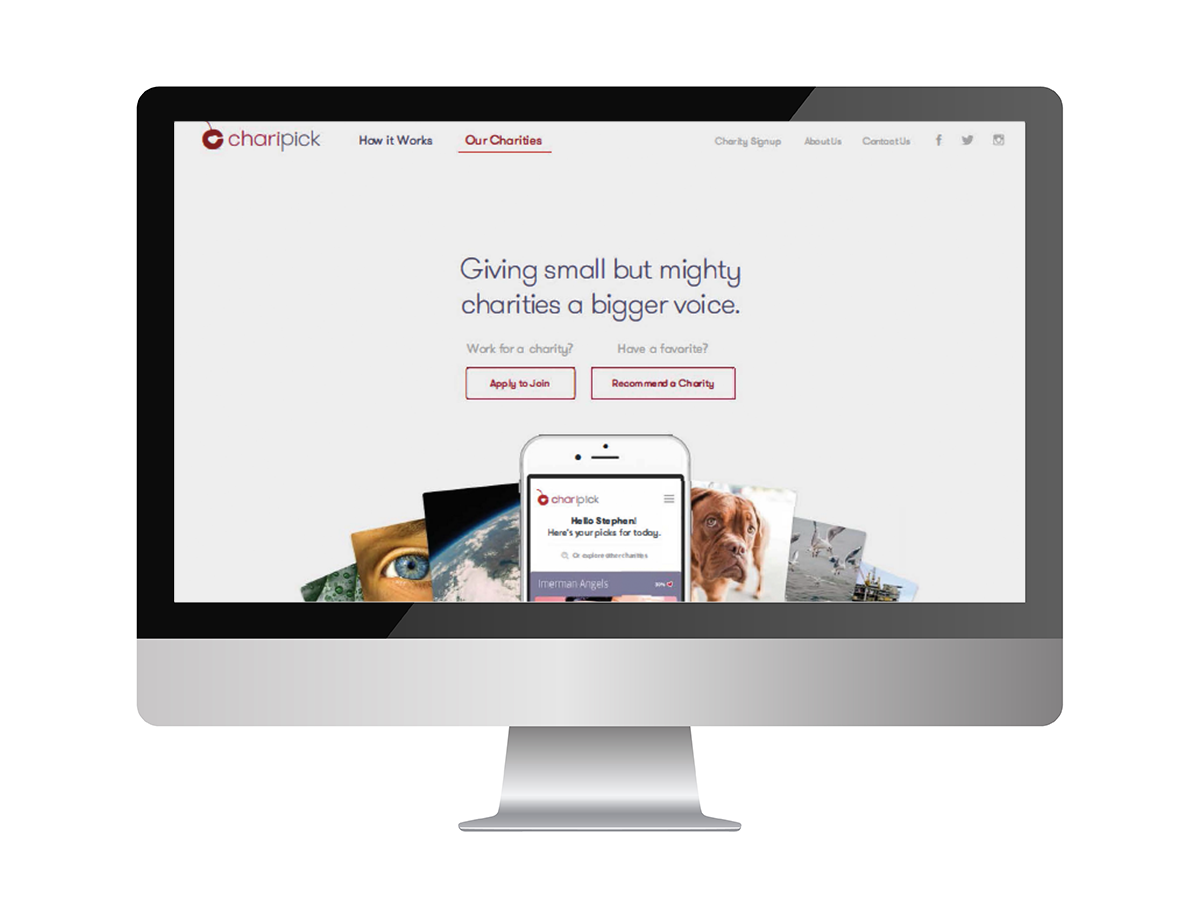 charipick
How it Works
Our Charities
Charity Signup
About Us
Contact Us
Giving small but mighty
charities a bigger voice.
Work for a charity?
Have a favorite?
Apply to Join
Recommend a Charity
charipick
Hello Stephen!
Here's your picks for today.
Or explore other charities
Imerman Angels